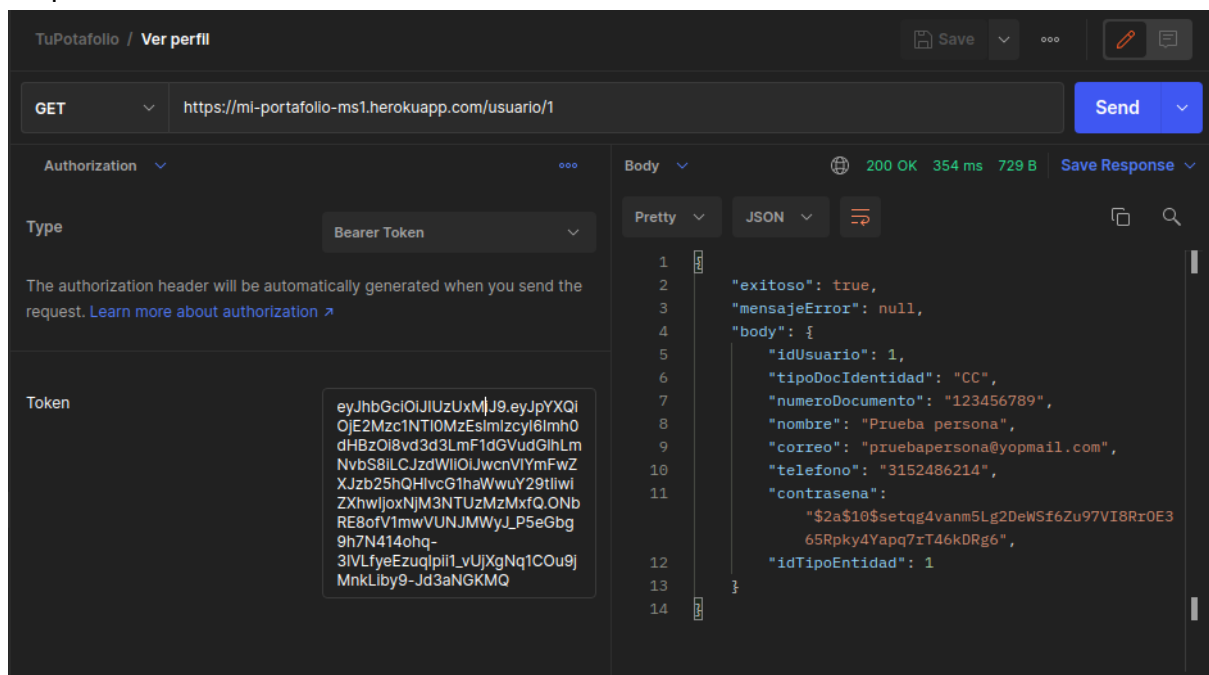 TuPotafolio / Ver perfil
Save
GET
https://mi-portafolio-ms1.herokuapp.com/usuario/1
Send
Authorization
Body
200 OK 354 ms 729 B
Save Response
Type
Bearer Token
Pretty
JSON
The authorization header will be automatically generated when you send the
request. Learn more about authorization ↗
Token
eyJhbGciOiJIUzUxMiJ9.eyJpYXQi
OjE2Mzc1NTI0MzEsImlzcyI6Imh0
dHBzOi8vd3d3LmF1dGVudGlhLm
NvbS8iLCJzdWIiOiJwcnVlYmFwZ
XJzb25hQHlvcG1haWwuY29tIiwi
ZXhwIjoxNjM3NTUzMzMxfQ.ONb
RE8ofV1mwVUNJMWyJ_P5eGbg
9h7N414ohq-
3lVLfyeEzuqlpii1_vUjXgNq1COu9j
MnkLiby9-Jd3aNGKMQ
1 {
2 "exitoso": true,
3 "mensajeError": null,
4 "body": {
5 "idUsuario": 1,
6 "tipoDocIdentidad": "CC",
7 "numeroDocumento": "123456789",
8 "nombre": "Prueba persona",
9 "correo": "pruebapersona@yopmail.com",
10 "telefono": "3152486214",
11 "contrasena":
"$2a$10$setqg4vanm5Lg2DeWSf6Zu97VI8RrOE3
65Rpky4Yapq7rT46kDRg6",
12 "idTipoEntidad": 1
13 }
14 }